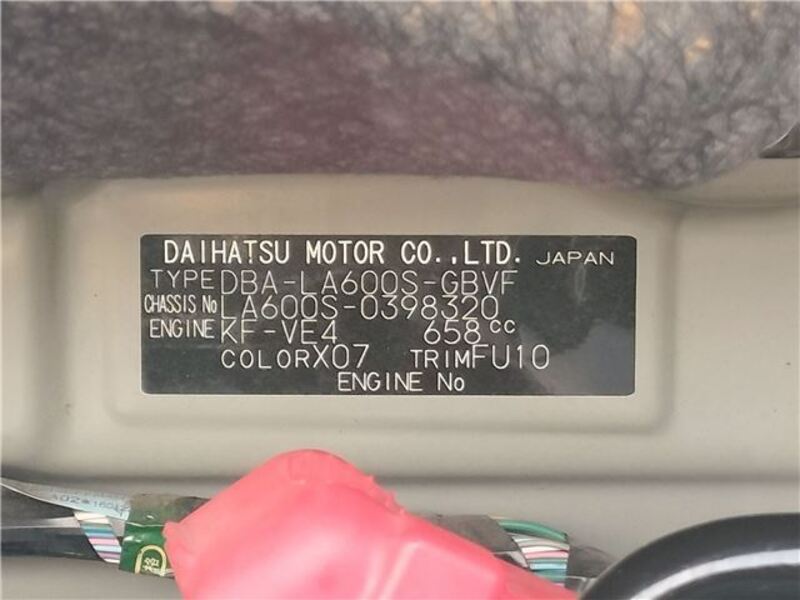 DAIHATSU MOTOR CO.,LTD. JAPAN
TYPE DBA-LA600S-GBVF
CHASSIS No LA600S-0398320
ENGINE KF-VE4 658cc
COLOR X07 TRIM FU10
ENGINE No